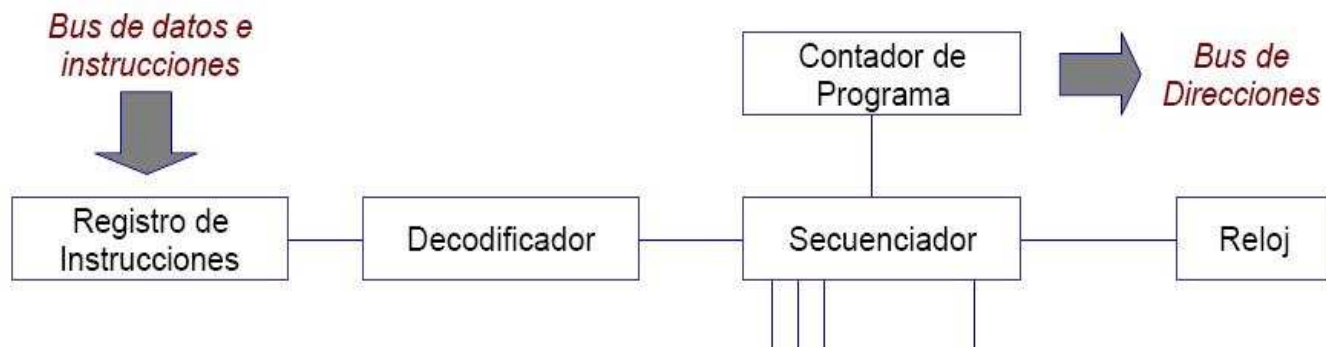 Bus de datos e
instrucciones
Contador de
Programa
Bus de
Direcciones
Registro de
Instrucciones
Decodificador
Secuenciador
Reloj